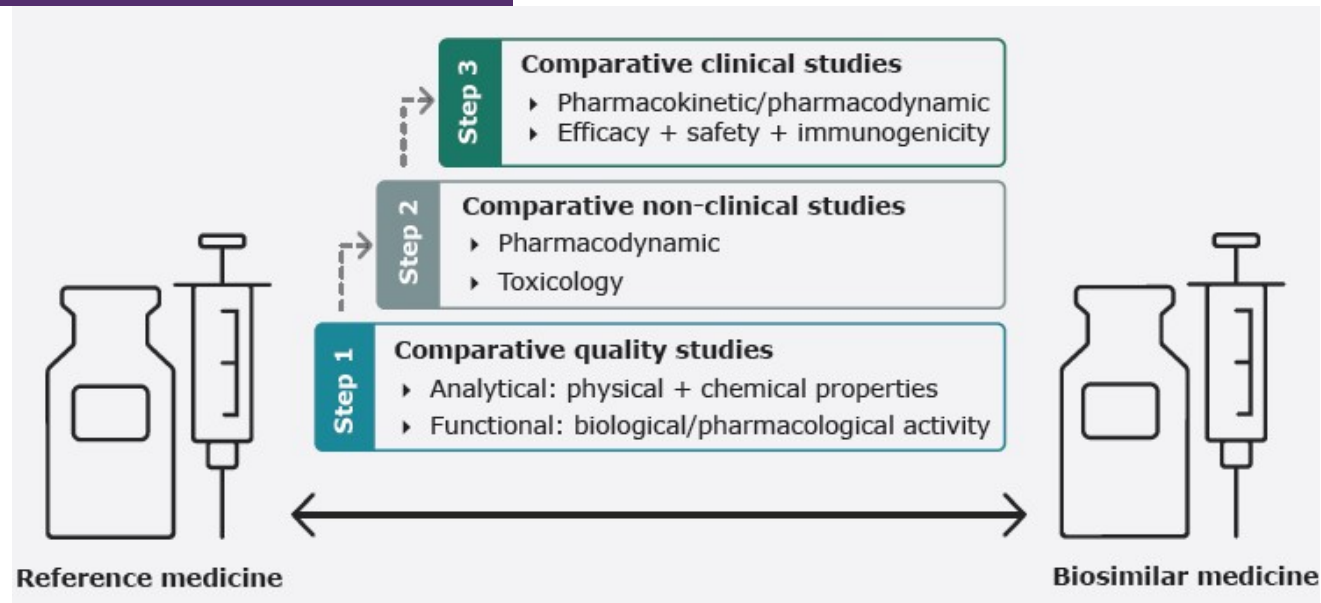 Step 3
Comparative clinical studies
‣ Pharmacokinetic/pharmacodynamic
‣ Efficacy + safety + immunogenicity
Step 2
Comparative non-clinical studies
‣ Pharmacodynamic
‣ Toxicology
Step 1
Comparative quality studies
‣ Analytical: physical + chemical properties
‣ Functional: biological/pharmacological activity
Reference medicine
Biosimilar medicine